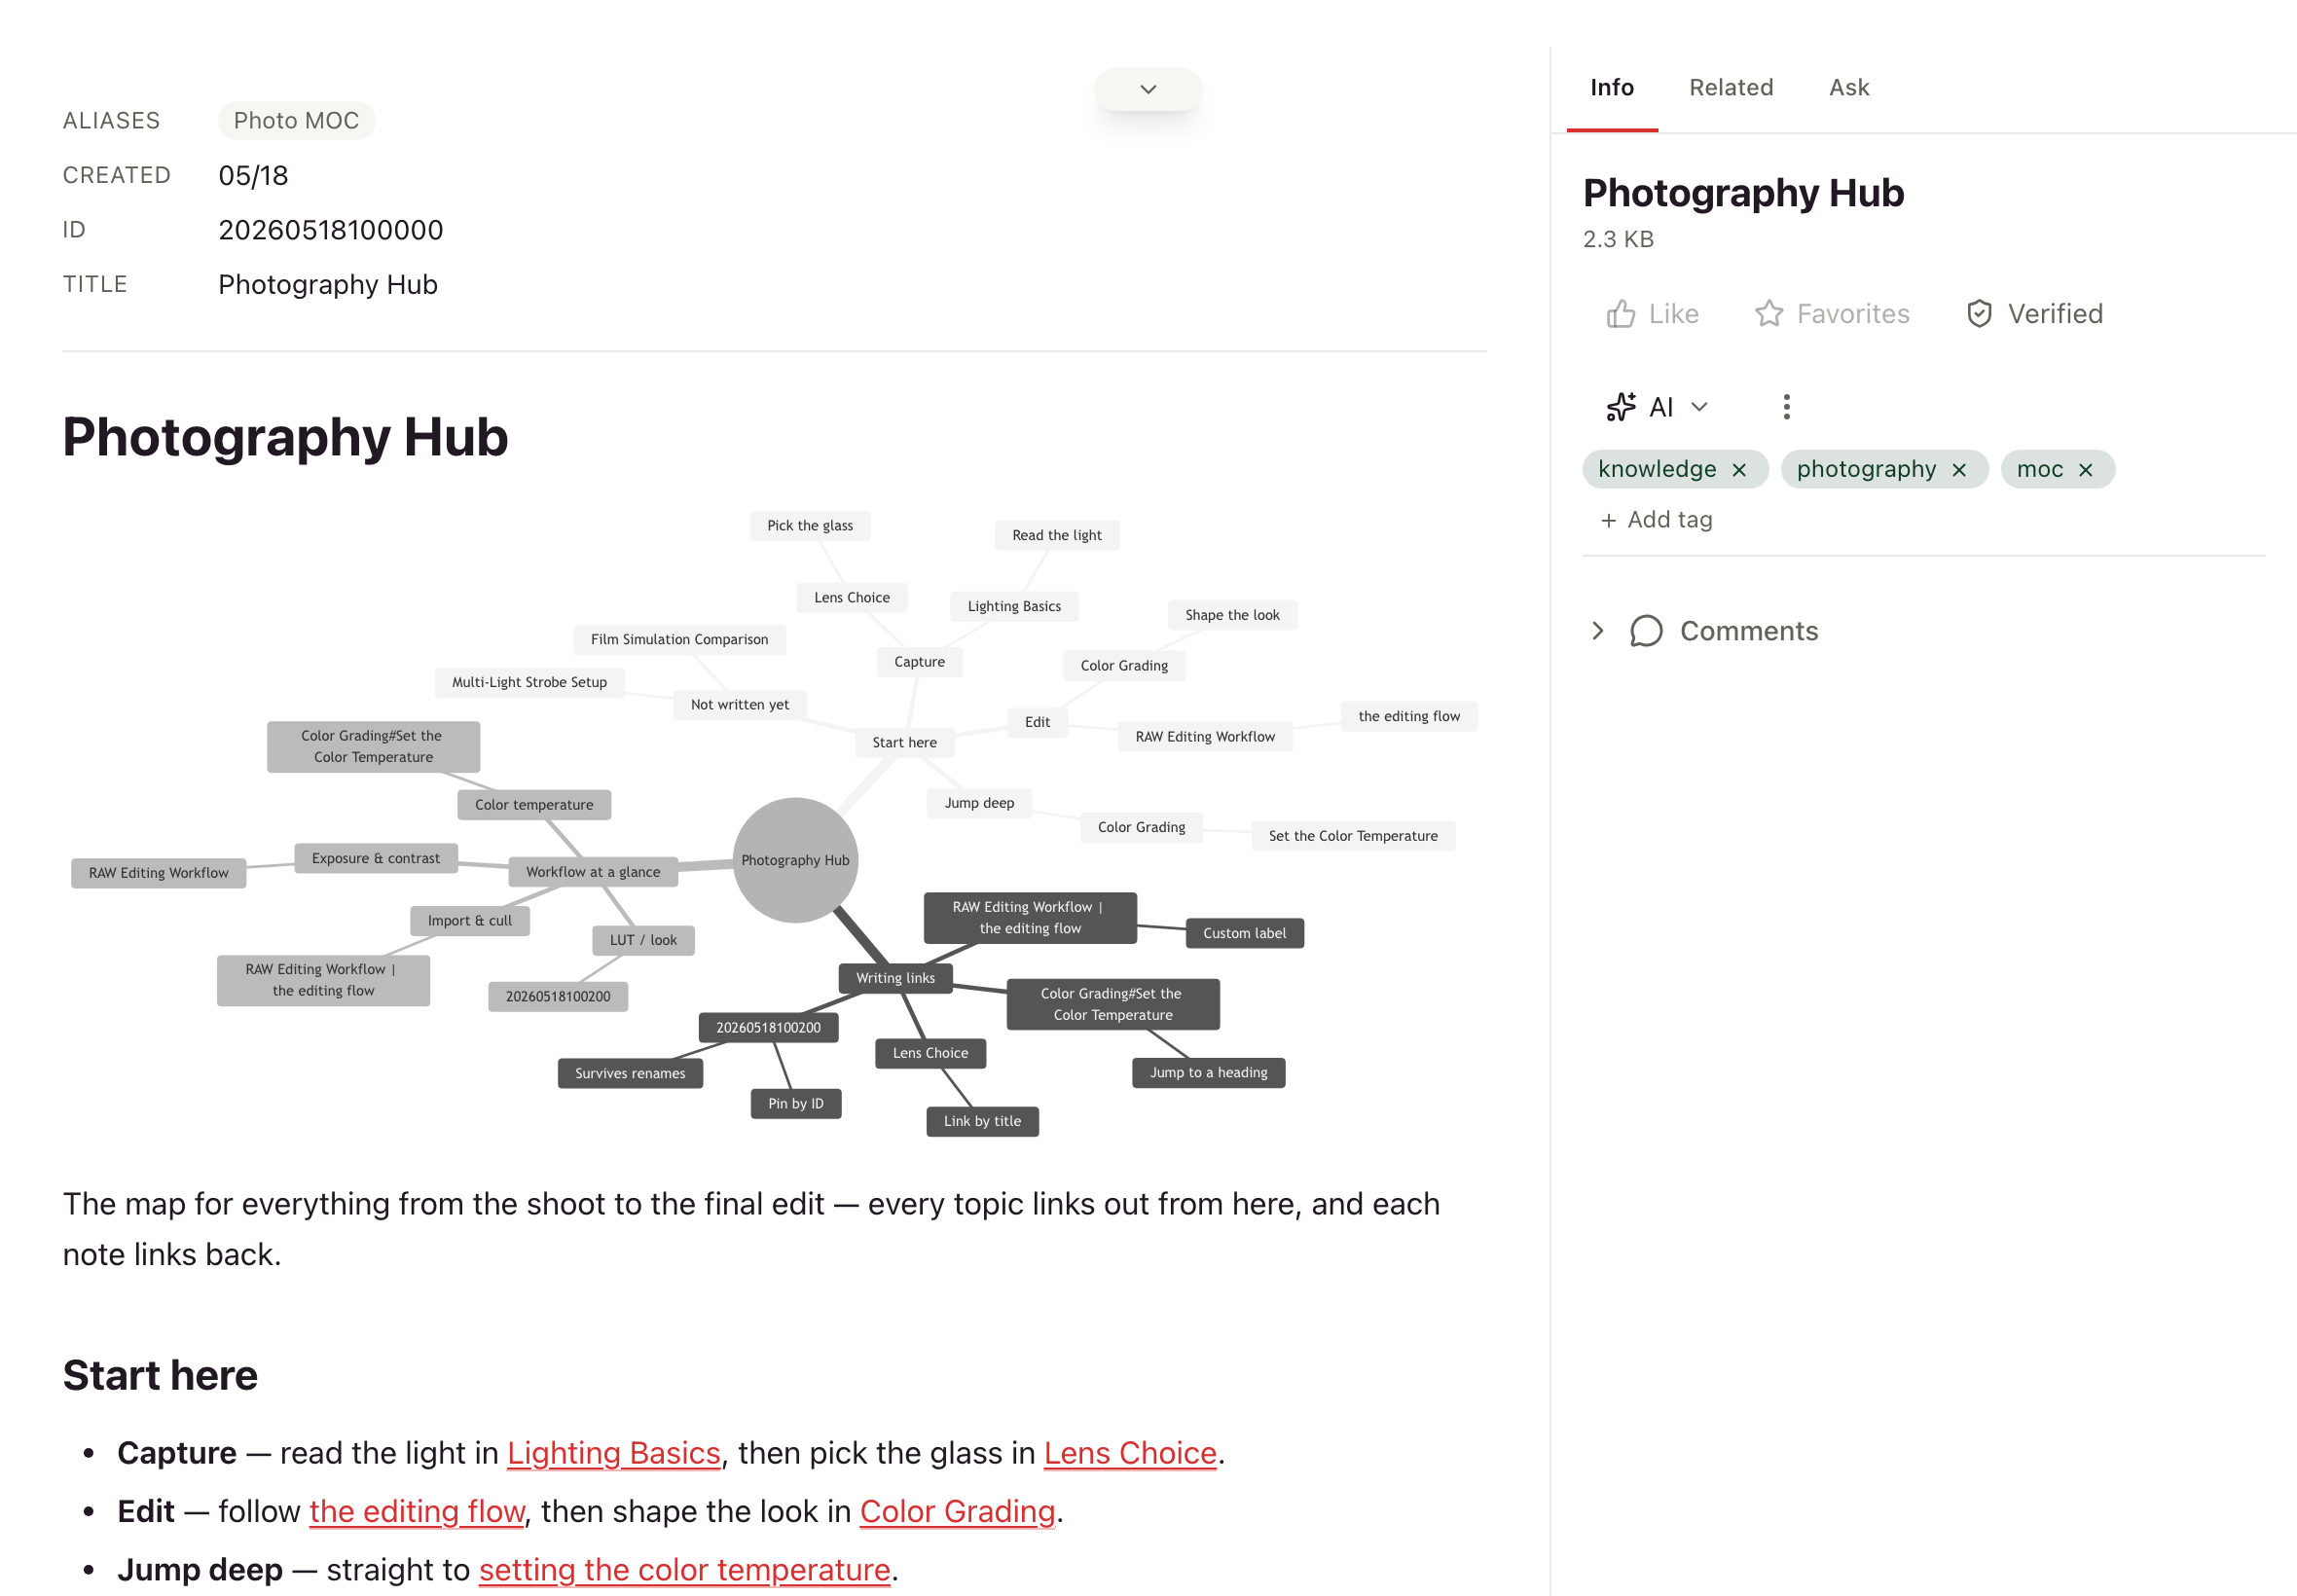 ALIASES Photo MOC
CREATED 05/18
ID 20260518100000
TITLE Photography Hub
Photography Hub
Pick the glass
Read the light
Lens Choice
Lighting Basics
Shape the look
Film Simulation Comparison
Capture
Color Grading
Multi-Light Strobe Setup
Not written yet
Edit
the editing flow
RAW Editing Workflow
Start here
Color Grading#Set the
Color Temperature
Color temperature
Jump deep
Color Grading
Set the Color Temperature
Exposure & contrast
RAW Editing Workflow
Workflow at a glance
Photography Hub
Import & cull
LUT / look
RAW Editing Workflow |
the editing flow
20260518100200
RAW Editing Workflow |
the editing flow
Custom label
Writing links
Color Grading#Set the
Color Temperature
20260518100200
Lens Choice
Survives renames
Jump to a heading
Pin by ID
Link by title
The map for everything from the shoot to the final edit — every topic links out from here, and each
note links back.
Start here
• Capture — read the light in Lighting Basics, then pick the glass in Lens Choice.
• Edit — follow the editing flow, then shape the look in Color Grading.
• Jump deep — straight to setting the color temperature.
Info Related Ask
Photography Hub
2.3 KB
Like Favorites Verified
AI
knowledge × photography × moc ×
+ Add tag
Comments